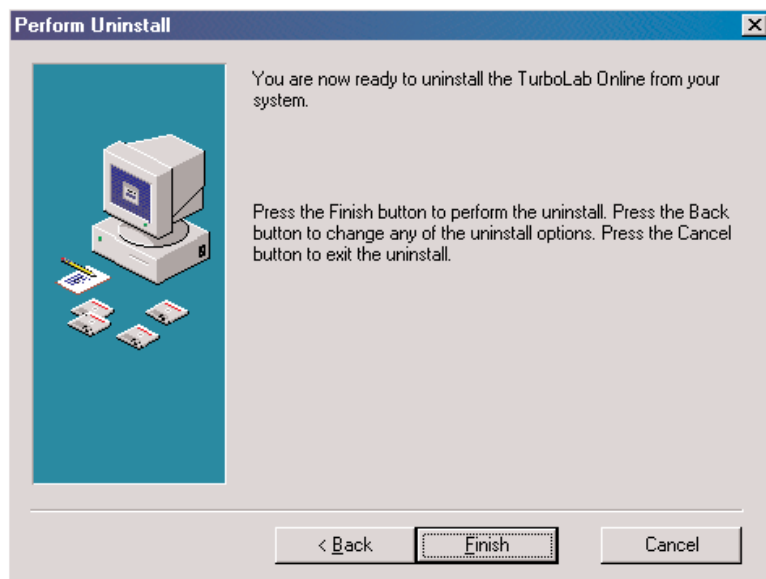 Perform Uninstall
You are now ready to uninstall the TurboLab Online from your
system.
Press the Finish button to perform the uninstall. Press the Back
button to change any of the uninstall options. Press the Cancel
button to exit the uninstall.
< Back
Finish
Cancel